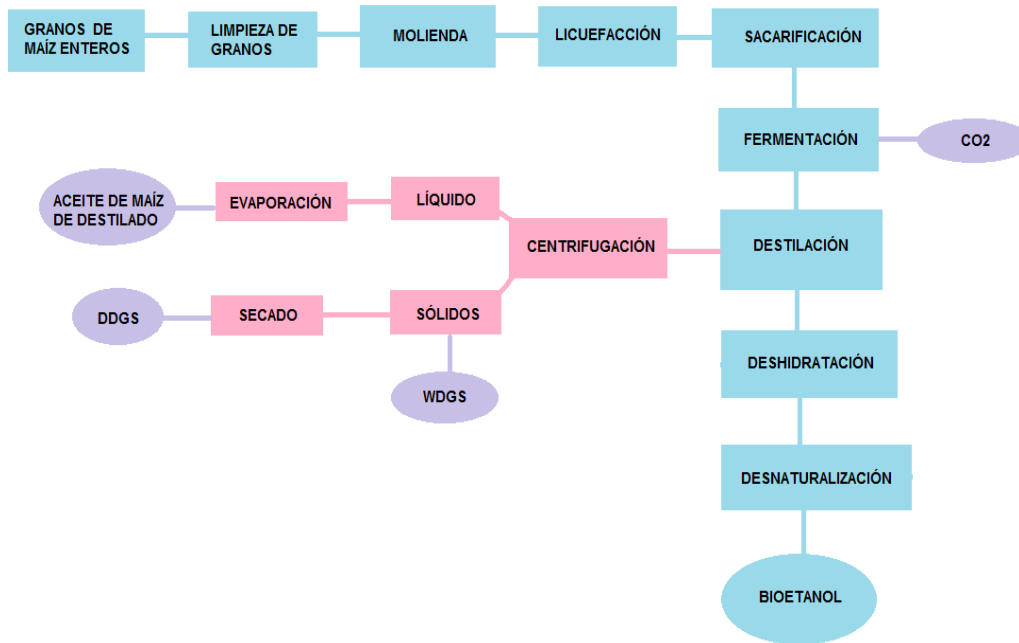 GRANOS DE
MAÍZ ENTEROS
LIMPIEZA DE
GRANOS
MOLIENDA
LICUEFACCIÓN
SACARIFICACIÓN
FERMENTACIÓN
CO2
ACEITE DE MAÍZ
DE DESTILADO
EVAPORACIÓN
LÍQUIDO
CENTRIFUGACIÓN
DESTILACIÓN
DDGS
SECADO
SÓLIDOS
WDGS
DESHIDRATACIÓN
DESNATURALIZACIÓN
BIOETANOL